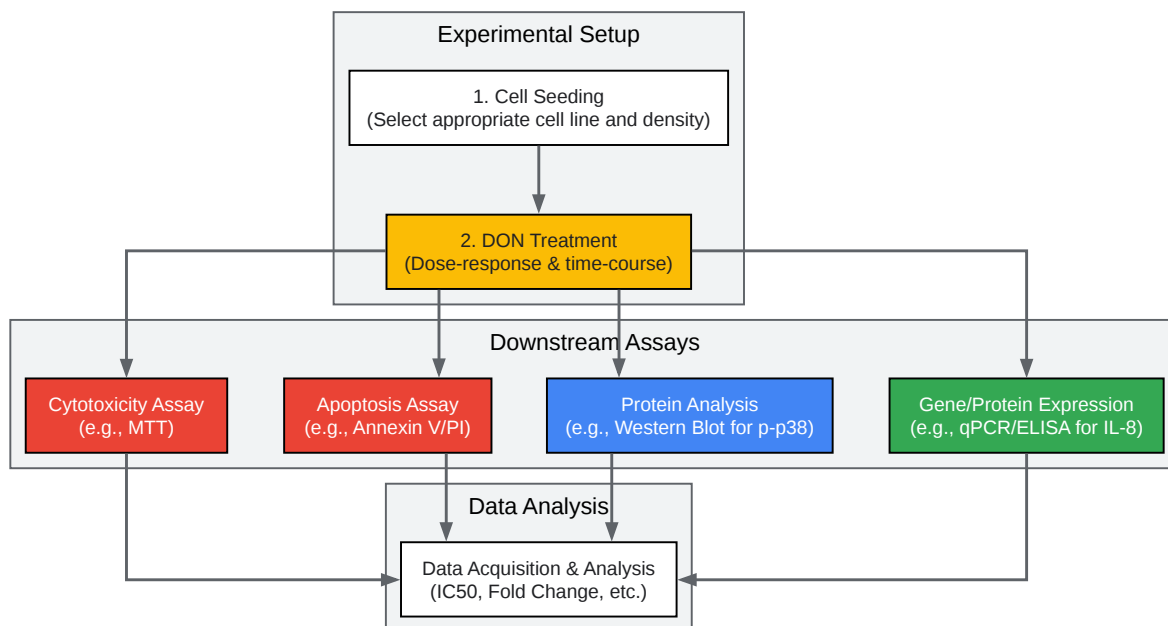 Experimental Setup
1. Cell Seeding
(Select appropriate cell line and density)
2. DON Treatment
(Dose-response & time-course)
Downstream Assays
Cytotoxicity Assay
(e.g., MTT)
Apoptosis Assay
(e.g., Annexin V/PI)
Protein Analysis
(e.g., Western Blot for p-p38)
Gene/Protein Expression
(e.g., qPCR/ELISA for IL-8)
Data Analysis
Data Acquisition & Analysis
(IC50, Fold Change, etc.)